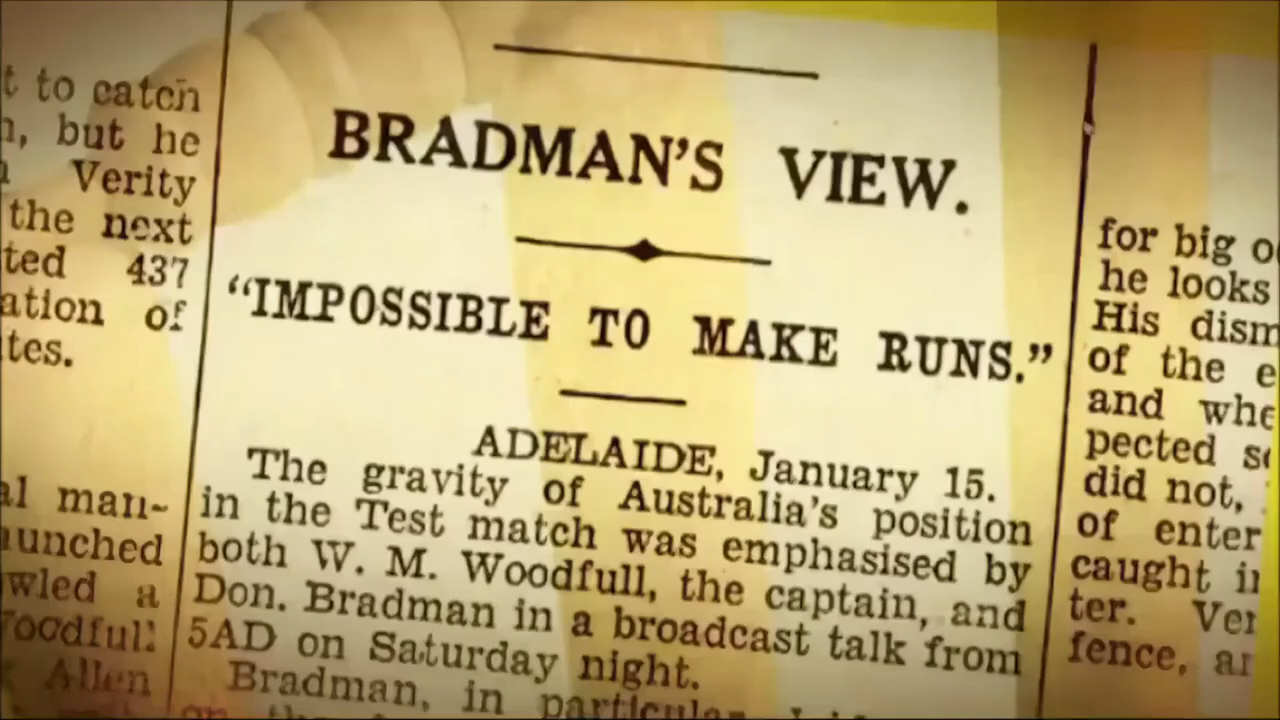 t to catch
, but he
Verity
the next
ted 437
ation of
tes.
al man-
unched
wled a
oodfull
Allen
BRADMAN'S VIEW.
"IMPOSSIBLE TO MAKE RUNS."
ADELAIDE, January 15.
The gravity of Australia's position
in the Test match was emphasised by
both W. M. Woodfull, the captain, and
Don. Bradman in a broadcast talk from
5AD on Saturday night.
Bradman, in particular
for big o
he looks
His dism
of the e
and whe
pected s
did not,
of enter
caught i
ter. Ver
fence, a